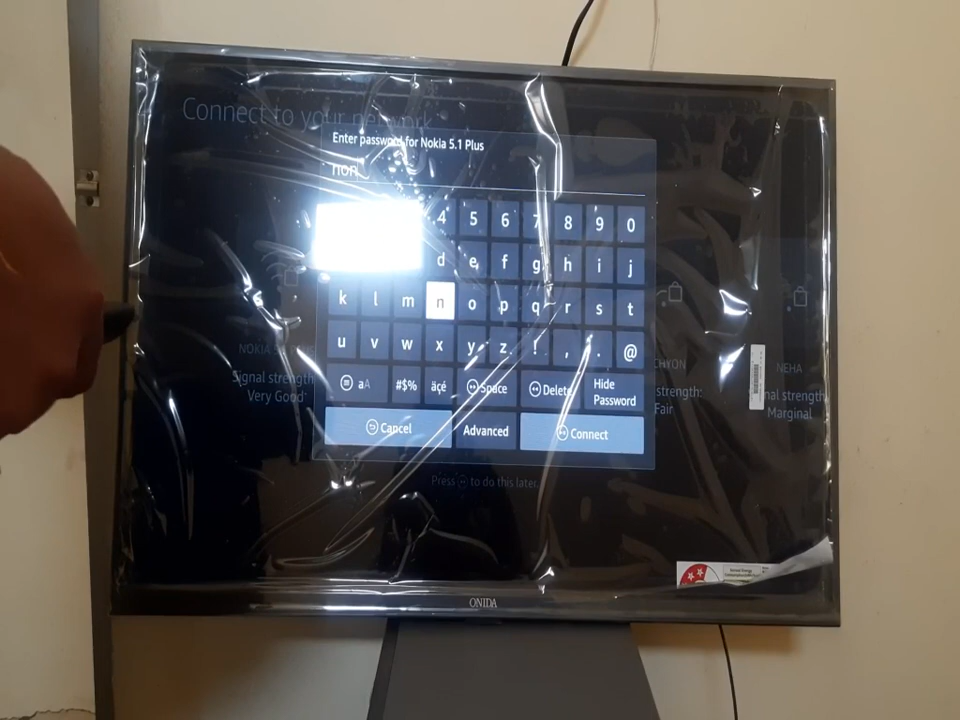 Connect to your network
Enter password for Nokia 5.1 Plus
non
4 5 6 7 8 9 0
d e f g h i j
k l m n o p q r s t
u v w x y z ! , . @
aA #$% äçé Space Delete Hide Password
Cancel Advanced Connect
NOKIA
Signal strength
Very Good
CHYON
strength:
Fair
NEHA
nal strength
Marginal
Press to do this later.
ONIDA